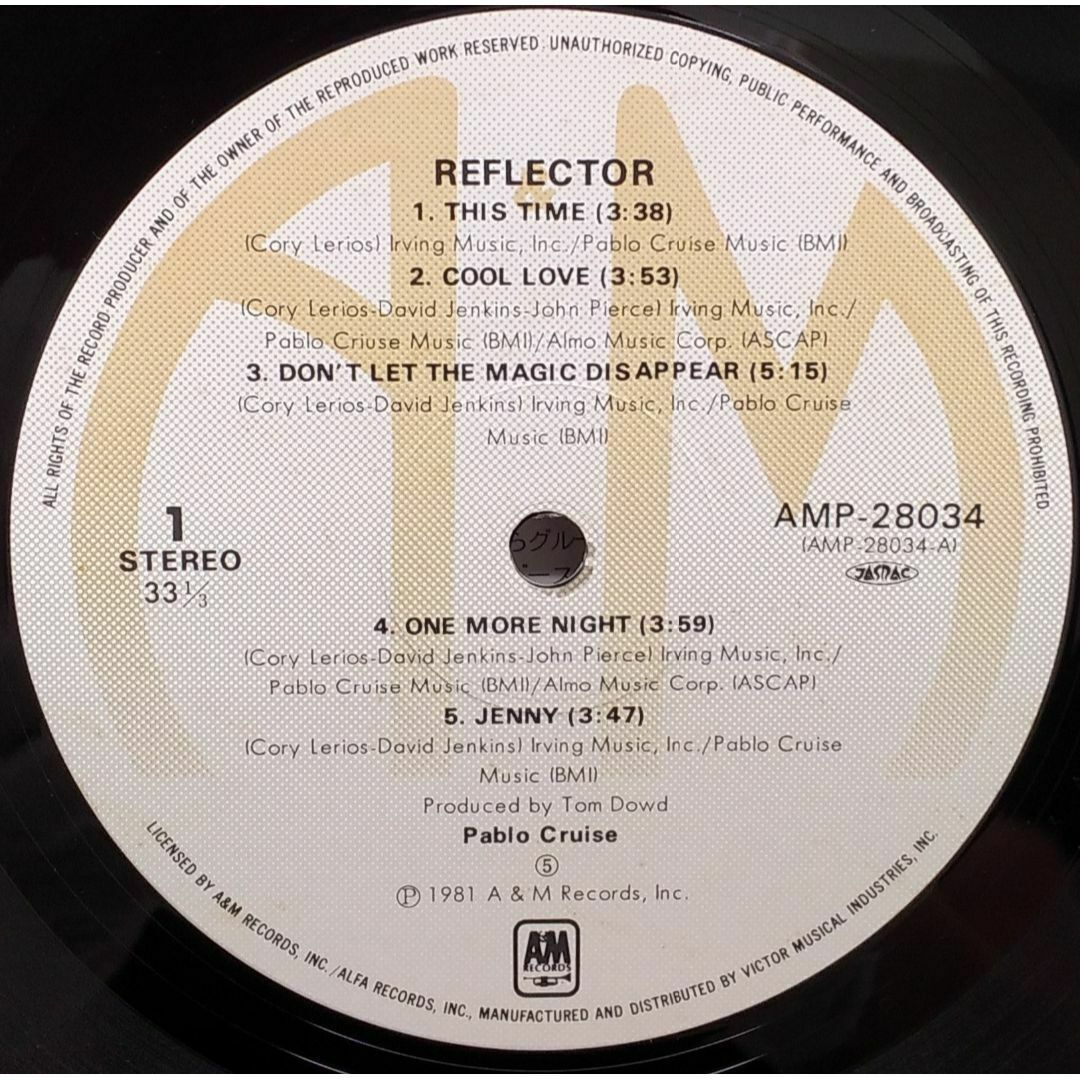 ALL RIGHTS OF THE RECORD PRODUCER AND OF THE OWNER OF THE REPRODUCED WORK RESERVED. UNAUTHORIZED COPYING, PUBLIC PERFORMANCE AND BROADCASTING OF THIS RECORDING PROHIBITED.
REFLECTOR
1. THIS TIME (3:38)
(Cory Lerios) Irving Music, Inc./Pablo Cruise Music (BMI)
2. COOL LOVE (3:53)
(Cory Lerios-David Jenkins-John Pierce) Irving Music, Inc./
Pablo Criuse Music (BMI)/Almo Music Corp. (ASCAP)
3. DON'T LET THE MAGIC DISAPPEAR (5:15)
(Cory Lerios-David Jenkins) Irving Music, Inc./Pablo Cruise
Music (BMI)
1
STEREO
33 1/3
AMP-28034
(AMP-28034-A)
JASRAC
グルー
ース
4. ONE MORE NIGHT (3:59)
(Cory Lerios-David Jenkins-John Pierce) Irving Music, Inc./
Pablo Cruise Music (BMI)/Almo Music Corp. (ASCAP)
5. JENNY (3:47)
(Cory Lerios-David Jenkins) Irving Music, Inc./Pablo Cruise
Music (BMI)
Produced by Tom Dowd
Pablo Cruise
⑤
Ⓟ 1981 A & M Records, Inc.
A&M
RECORDS
LICENSED BY A&M RECORDS, INC./ALFA RECORDS, INC., MANUFACTURED AND DISTRIBUTED BY VICTOR MUSICAL INDUSTRIES, INC.